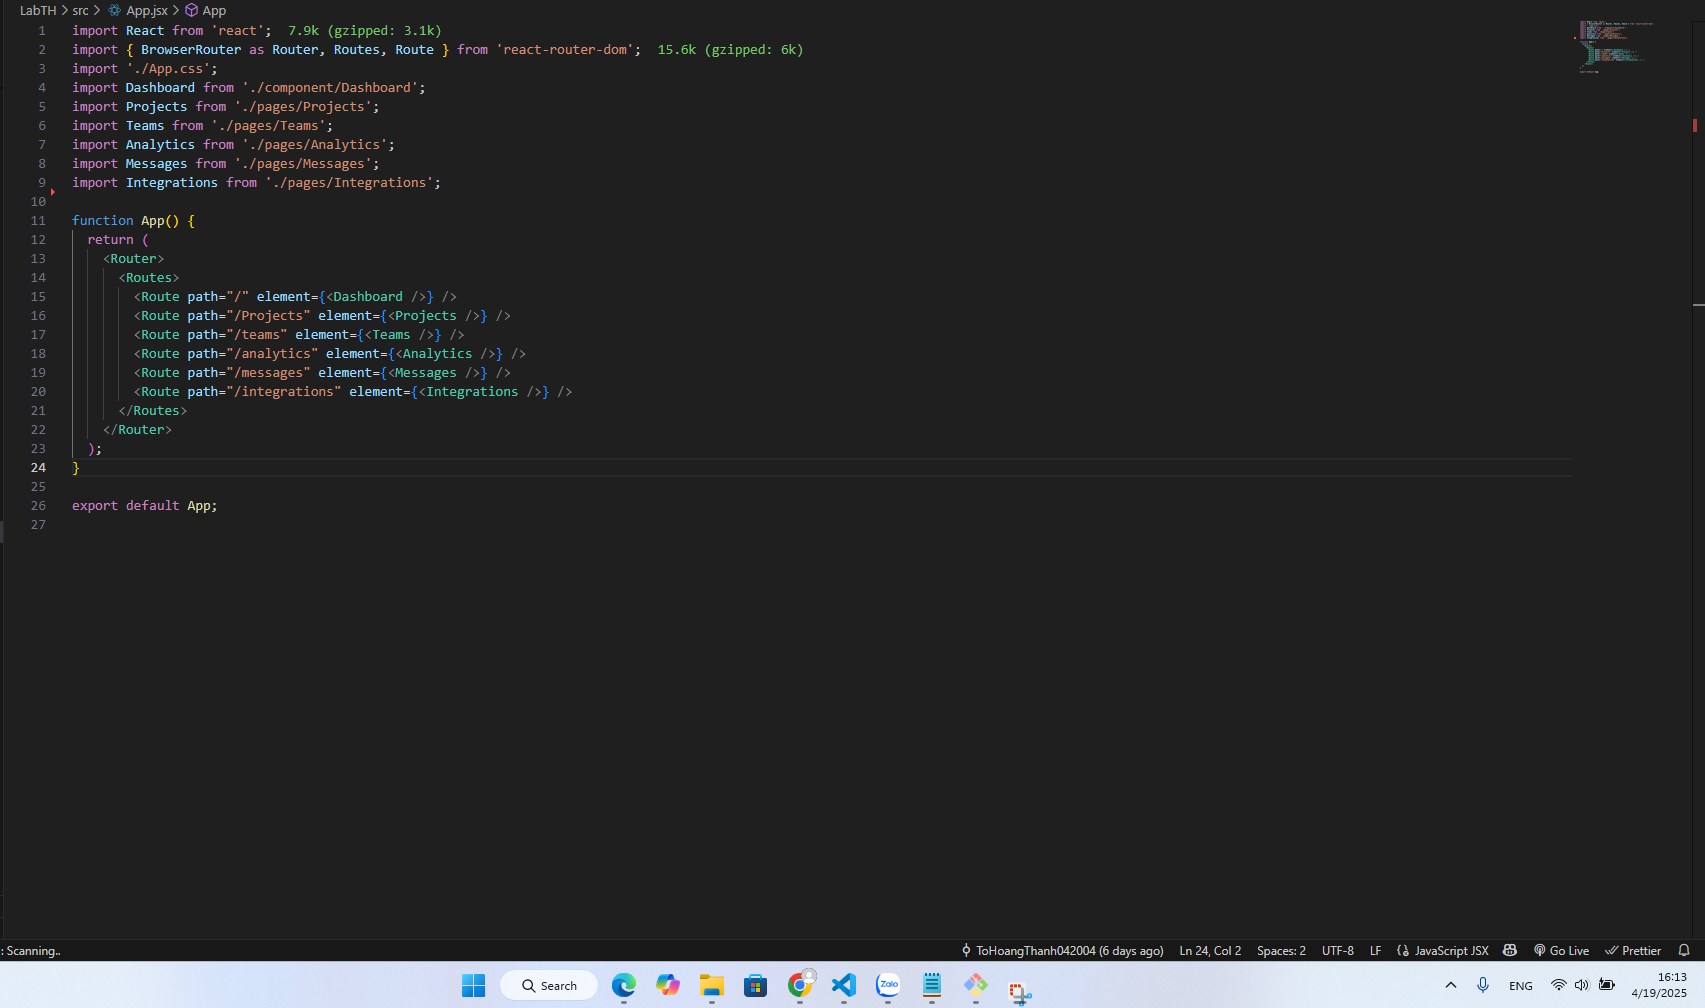 LabTH > src > App.jsx > App
1 import React from 'react'; 7.9k (gzipped: 3.1k)
2 import { BrowserRouter as Router, Routes, Route } from 'react-router-dom'; 15.6k (gzipped: 6k)
3 import './App.css';
4 import Dashboard from './component/Dashboard';
5 import Projects from './pages/Projects';
6 import Teams from './pages/Teams';
7 import Analytics from './pages/Analytics';
8 import Messages from './pages/Messages';
9 import Integrations from './pages/Integrations';
10
11 function App() {
12   return (
13     <Router>
14       <Routes>
15         <Route path="/" element={<Dashboard />} />
16         <Route path="/Projects" element={<Projects />} />
17         <Route path="/teams" element={<Teams />} />
18         <Route path="/analytics" element={<Analytics />} />
19         <Route path="/messages" element={<Messages />} />
20         <Route path="/integrations" element={<Integrations />} />
21       </Routes>
22     </Router>
23   );
24 }
25
26 export default App;
27
: Scanning.. ToHoangThanh042004 (6 days ago) Ln 24, Col 2 Spaces: 2 UTF-8 LF JavaScript JSX Go Live Prettier
Search Zalo ENG 16:13
4/19/2025